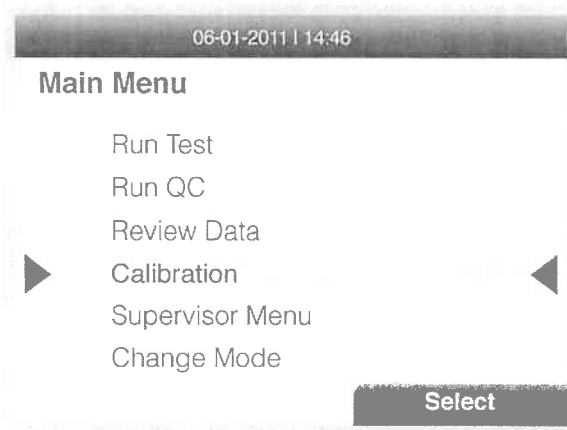 06-01-2011 | 14:46
Main Menu
Run Test
Run QC
Review Data
Calibration
Supervisor Menu
Change Mode
Select